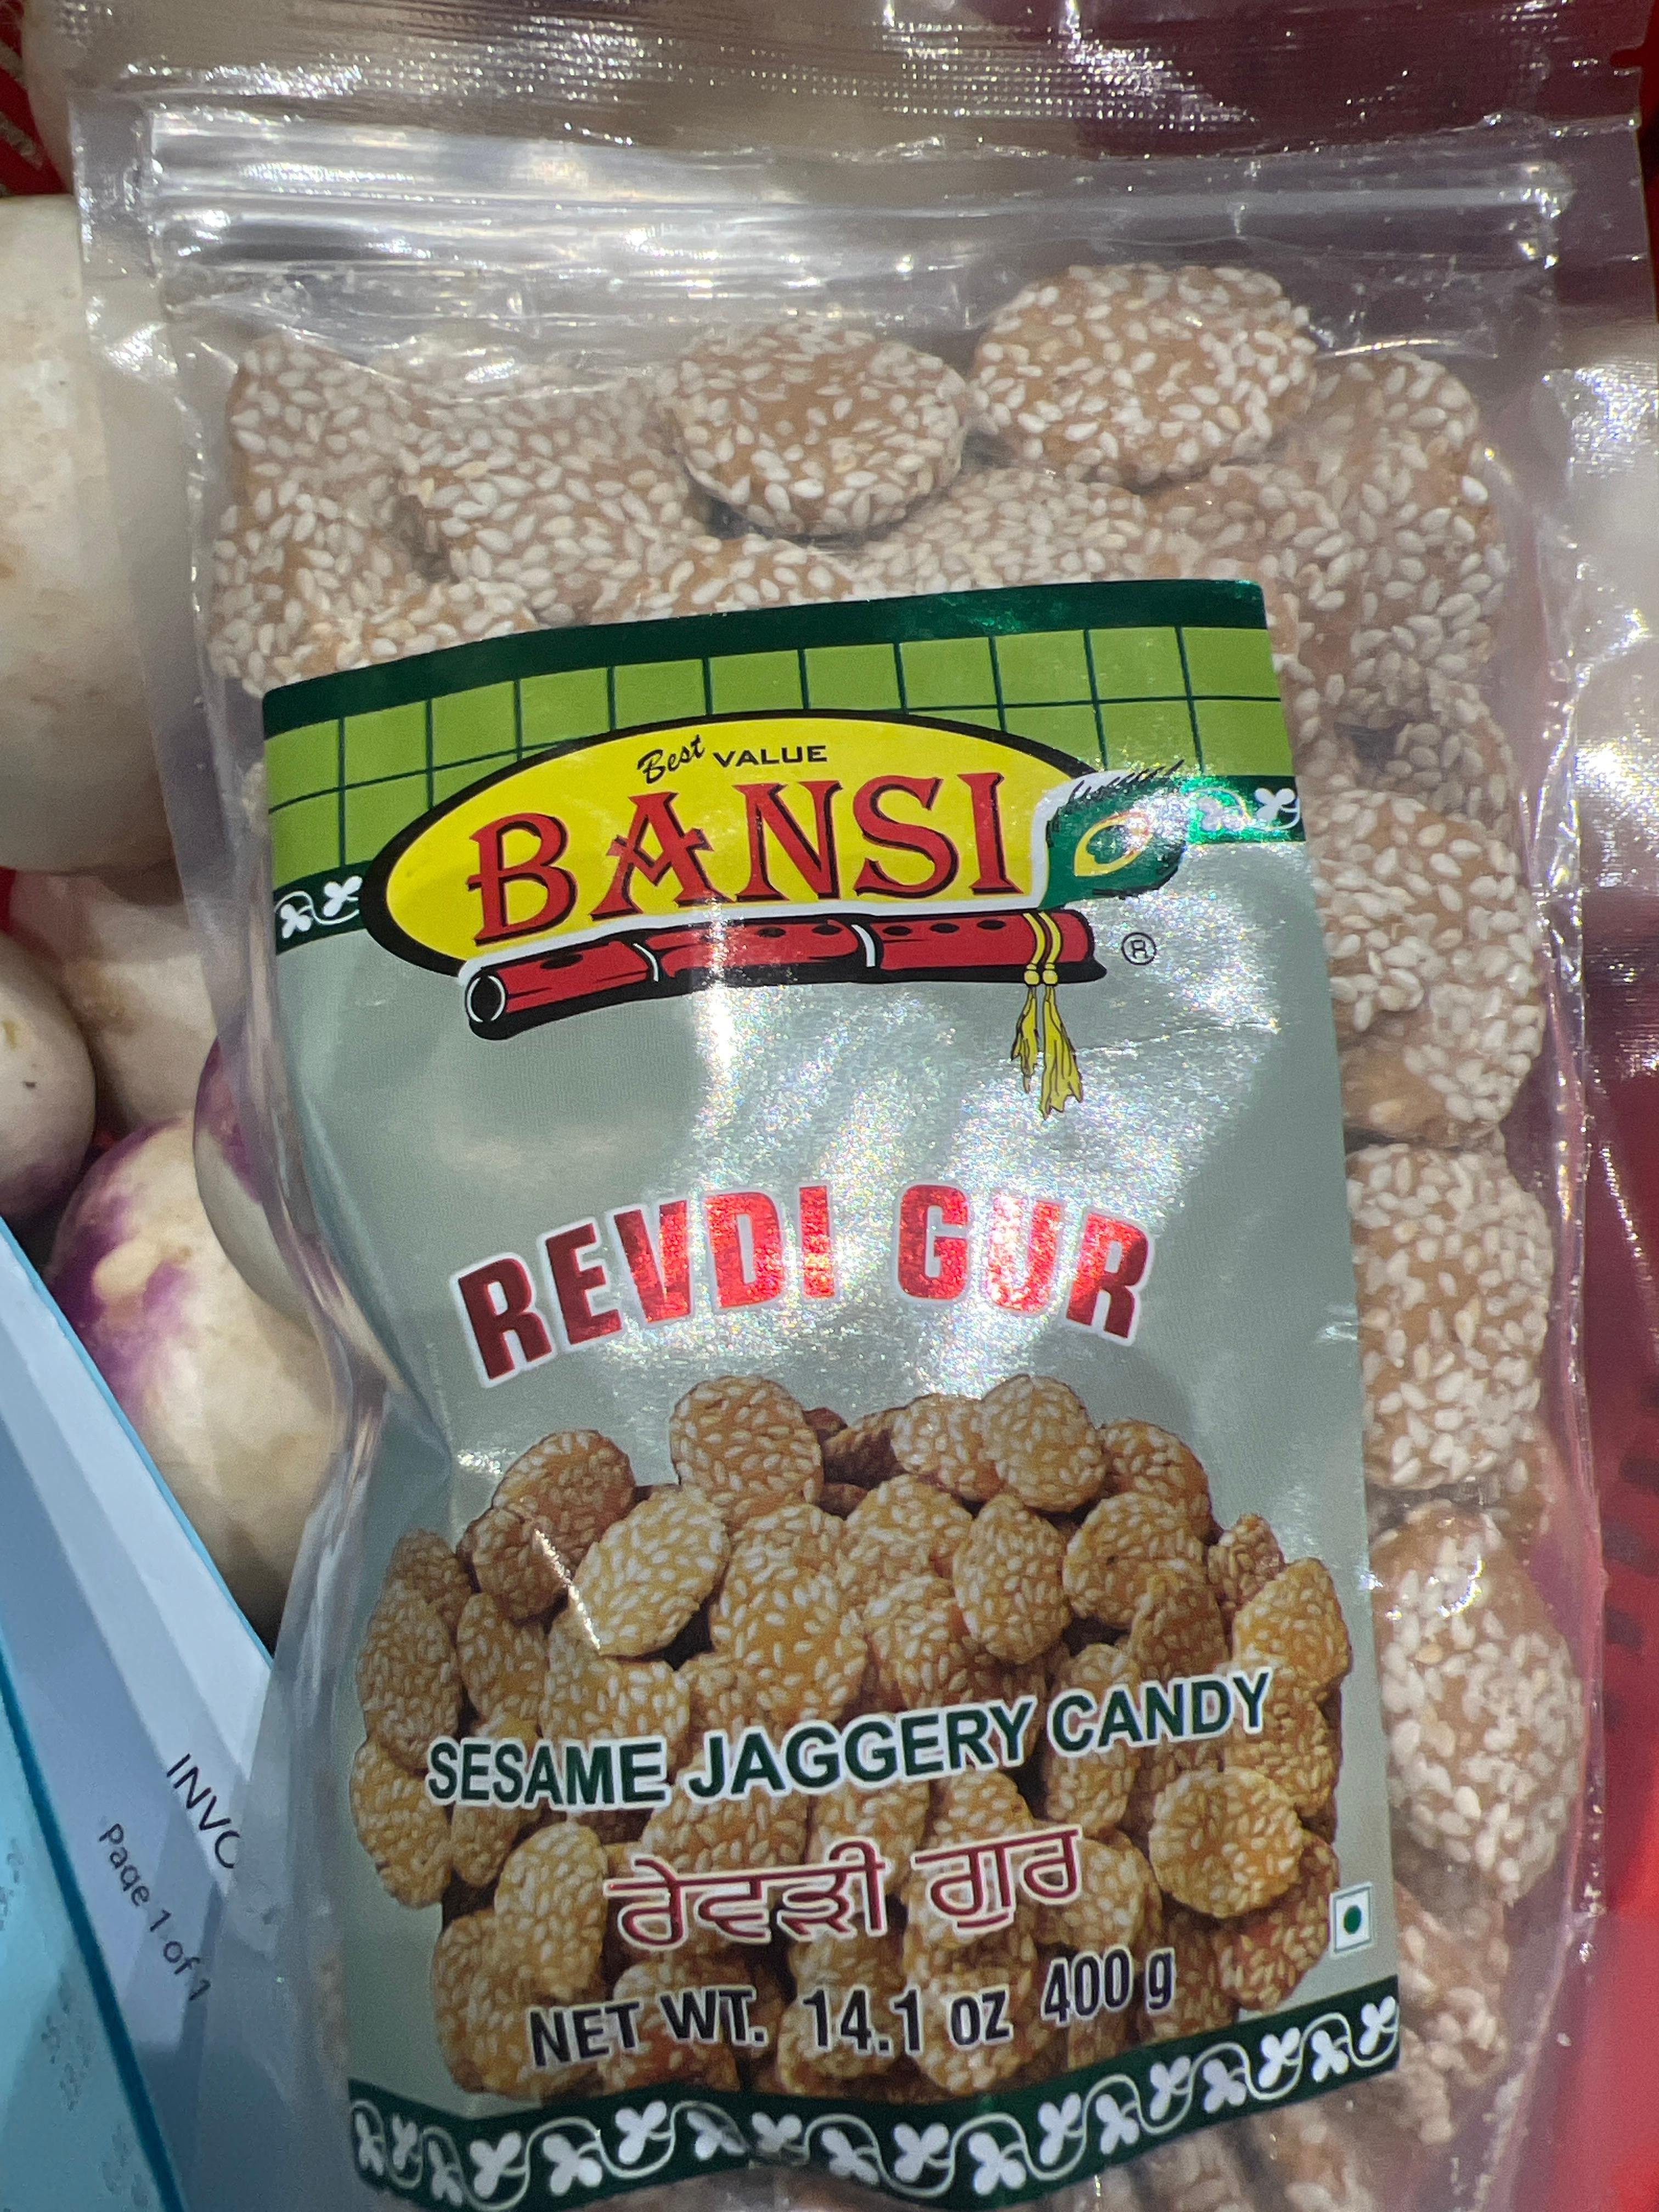 Best VALUE
BANSI
®
REVDI GUR
SESAME JAGGERY CANDY
ਰੇਵੜੀ ਗੁਰ
NET WT. 14.1 oz 400 g
Page 1 of 1